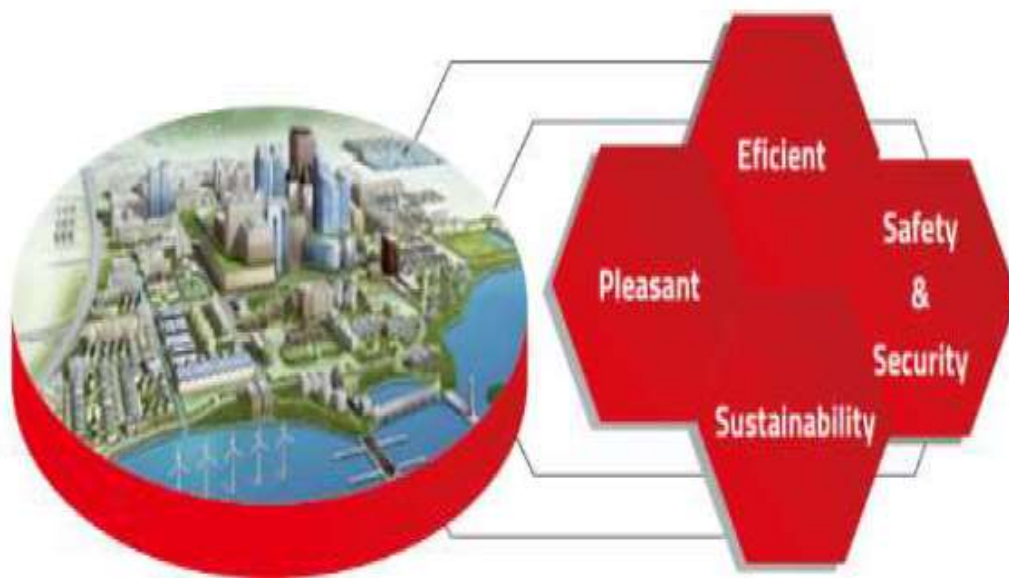 Eficient
Pleasant
Safety
&
Security
Sustainability